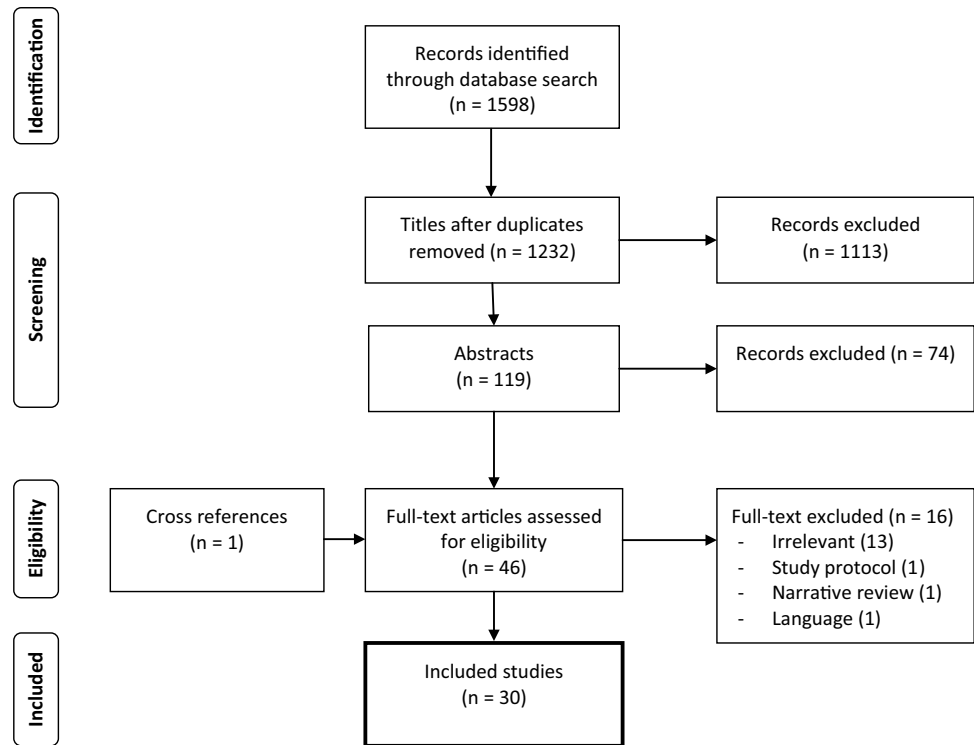 Identification
Records identified
through database search
(n = 1598)
Screening
Titles after duplicates
removed (n = 1232)
Records excluded
(n = 1113)
Abstracts
(n = 119)
Records excluded (n = 74)
Eligibility
Cross references
(n = 1)
Full-text articles assessed
for eligibility
(n = 46)
Full-text excluded (n = 16)
- Irrelevant (13)
- Study protocol (1)
- Narrative review (1)
- Language (1)
Included
Included studies
(n = 30)